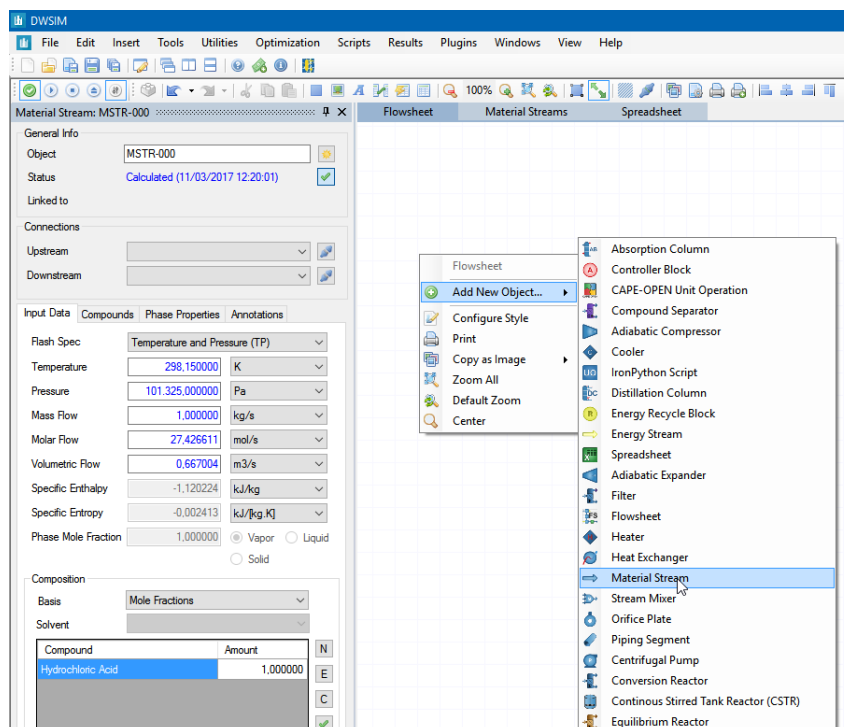 DWSIM
File Edit Insert Tools Utilities Optimization Scripts Results Plugins Windows View Help
100%
Material Stream: MSTR-000
Flowsheet Material Streams Spreadsheet
General Info
Object MSTR-000
Status Calculated (11/03/2017 12:20:01)
Linked to
Connections
Upstream
Downstream
Input Data Compounds Phase Properties Annotations
Flash Spec Temperature and Pressure (TP)
Temperature 298,150000 K
Pressure 101.325,000000 Pa
Mass Flow 1,000000 kg/s
Molar Flow 27,426611 mol/s
Volumetric Flow 0,667004 m3/s
Specific Enthalpy -1,120224 kJ/kg
Specific Entropy -0,002413 kJ/[kg.K]
Phase Mole Fraction 1,000000 Vapor Liquid
Solid
Composition
Basis Mole Fractions
Solvent
Compound Amount N
Hydrochloric Acid 1,000000 E
C
Flowsheet
Add New Object...
Configure Style
Print
Copy as Image
Zoom All
Default Zoom
Center
Absorption Column
Controller Block
CAPE-OPEN Unit Operation
Compound Separator
Adiabatic Compressor
Cooler
IronPython Script
Distillation Column
Energy Recycle Block
Energy Stream
Spreadsheet
Adiabatic Expander
Filter
Flowsheet
Heater
Heat Exchanger
Material Stream
Stream Mixer
Orifice Plate
Piping Segment
Centrifugal Pump
Conversion Reactor
Continous Stirred Tank Reactor (CSTR)
Equilibrium Reactor